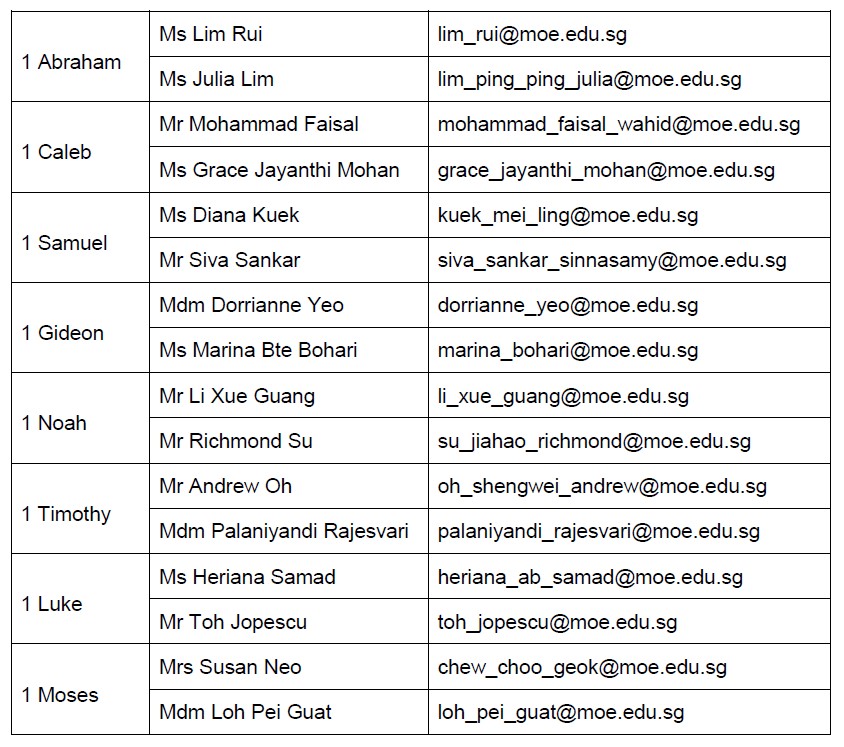 1 Abraham
Ms Lim Rui lim_rui@moe.edu.sg
Ms Julia Lim lim_ping_ping_julia@moe.edu.sg
1 Caleb
Mr Mohammad Faisal mohammad_faisal_wahid@moe.edu.sg
Ms Grace Jayanthi Mohan grace_jayanthi_mohan@moe.edu.sg
1 Samuel
Ms Diana Kuek kuek_mei_ling@moe.edu.sg
Mr Siva Sankar siva_sankar_sinnasamy@moe.edu.sg
1 Gideon
Mdm Dorrianne Yeo dorrianne_yeo@moe.edu.sg
Ms Marina Bte Bohari marina_bohari@moe.edu.sg
1 Noah
Mr Li Xue Guang li_xue_guang@moe.edu.sg
Mr Richmond Su su_jiahao_richmond@moe.edu.sg
1 Timothy
Mr Andrew Oh oh_shengwei_andrew@moe.edu.sg
Mdm Palaniyandi Rajesvari palaniyandi_rajesvari@moe.edu.sg
1 Luke
Ms Heriana Samad heriana_ab_samad@moe.edu.sg
Mr Toh Jopescu toh_jopescu@moe.edu.sg
1 Moses
Mrs Susan Neo chew_choo_geok@moe.edu.sg
Mdm Loh Pei Guat loh_pei_guat@moe.edu.sg